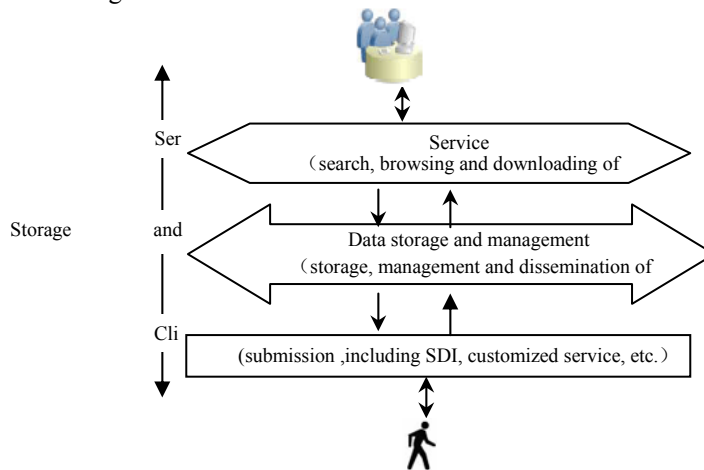 Ser
Service
（search, browsing and downloading of
Storage and
Data storage and management
（storage, management and dissemination of
Cli
(submission ,including SDI, customized service, etc.）